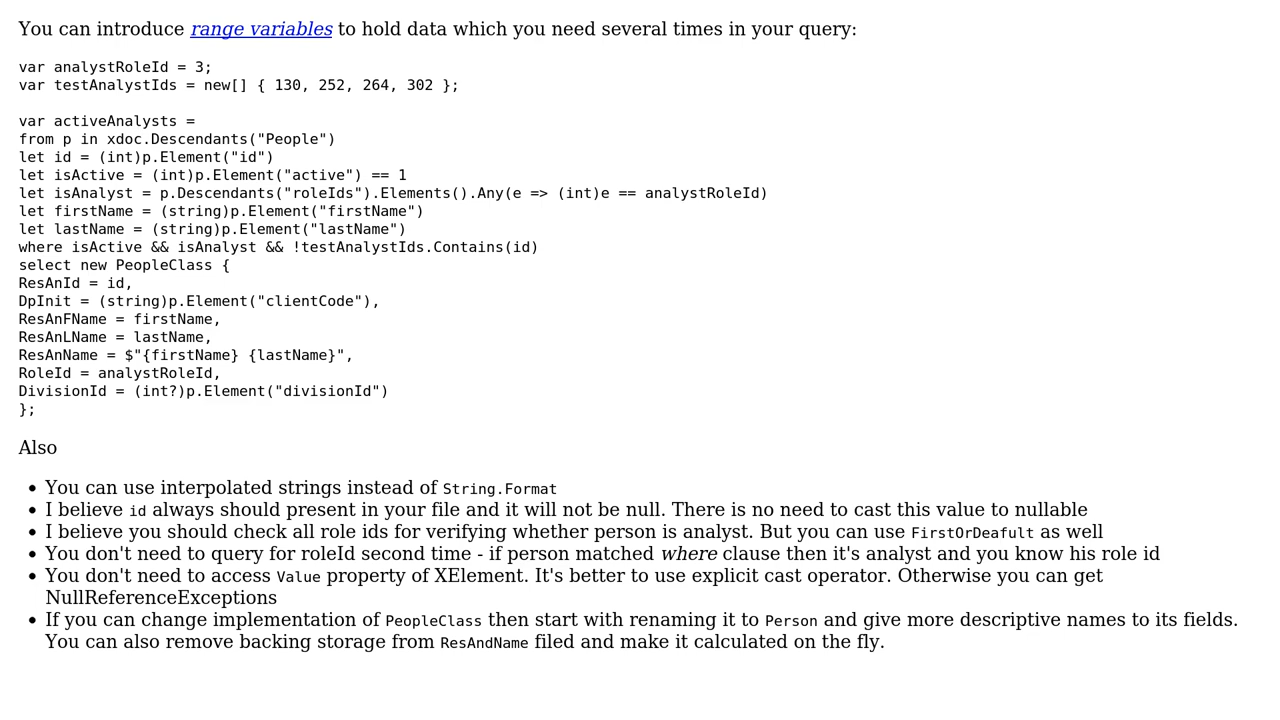 You can introduce range variables to hold data which you need several times in your query:
var analystRoleId = 3;
var testAnalystIds = new[] { 130, 252, 264, 302 };
var activeAnalysts =
from p in xdoc.Descendants("People")
let id = (int)p.Element("id")
let isActive = (int)p.Element("active") == 1
let isAnalyst = p.Descendants("roleIds").Elements().Any(e => (int)e == analystRoleId)
let firstName = (string)p.Element("firstName")
let lastName = (string)p.Element("lastName")
where isActive && isAnalyst && !testAnalystIds.Contains(id)
select new PeopleClass {
ResAnId = id,
DpInit = (string)p.Element("clientCode"),
ResAnFName = firstName,
ResAnLName = lastName,
ResAnName = $"{firstName} {lastName}",
RoleId = analystRoleId,
DivisionId = (int?)p.Element("divisionId")
};
Also
• You can use interpolated strings instead of String.Format
• I believe id always should present in your file and it will not be null. There is no need to cast this value to nullable
• I believe you should check all role ids for verifying whether person is analyst. But you can use FirstOrDeafult as well
• You don't need to query for roleId second time - if person matched where clause then it's analyst and you know his role id
• You don't need to access Value property of XElement. It's better to use explicit cast operator. Otherwise you can get
NullReferenceExceptions
• If you can change implementation of PeopleClass then start with renaming it to Person and give more descriptive names to its fields.
You can also remove backing storage from ResAndName filed and make it calculated on the fly.